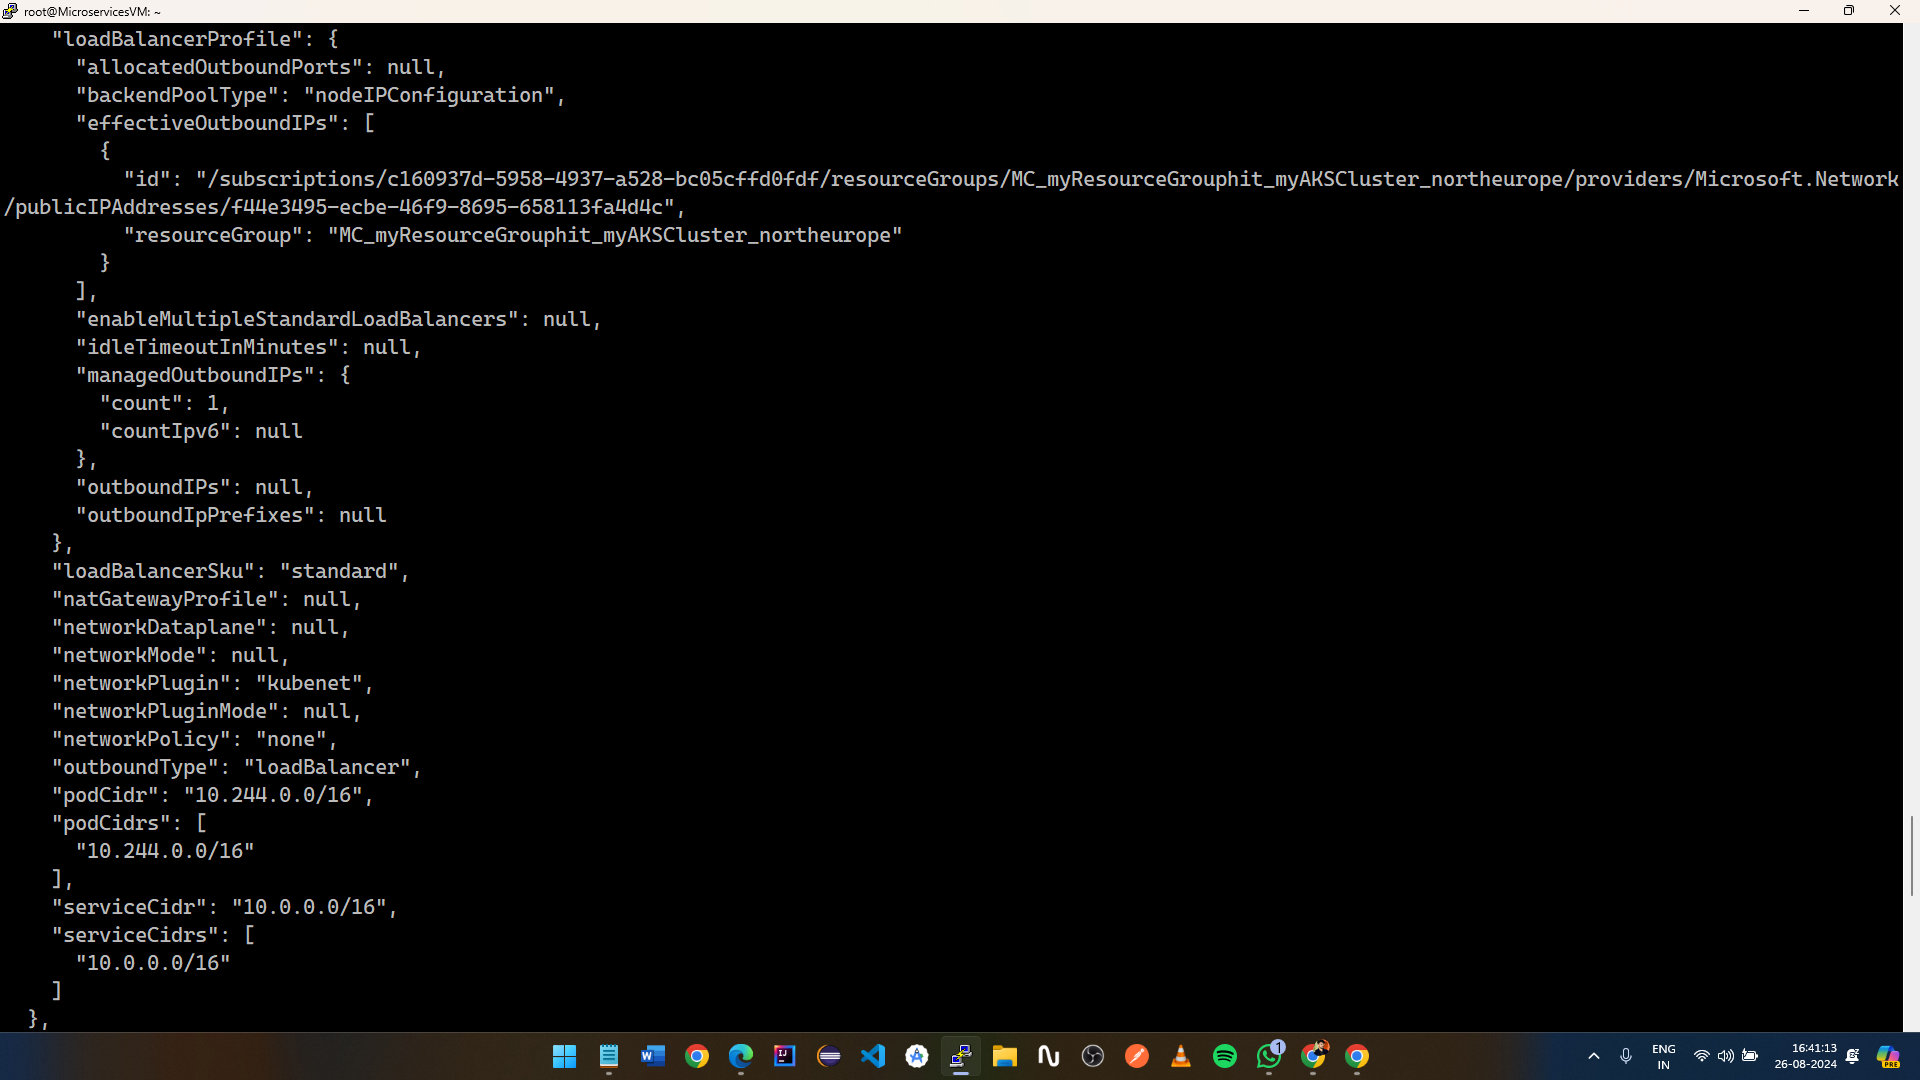 root@MicroservicesVM: ~
"loadBalancerProfile": {
"allocatedOutboundPorts": null,
"backendPoolType": "nodeIPConfiguration",
"effectiveOutboundIPs": [
{
"id": "/subscriptions/c160937d-5958-4937-a528-bc05cffd0fdf/resourceGroups/MC_myResourceGrouphit_myAKSCluster_northeurope/providers/Microsoft.Network
/publicIPAddresses/f44e3495-ecbe-46f9-8695-658113fa4d4c",
"resourceGroup": "MC_myResourceGrouphit_myAKSCluster_northeurope"
}
],
"enableMultipleStandardLoadBalancers": null,
"idleTimeoutInMinutes": null,
"managedOutboundIPs": {
"count": 1,
"countIpv6": null
},
"outboundIPs": null,
"outboundIpPrefixes": null
},
"loadBalancerSku": "standard",
"natGatewayProfile": null,
"networkDataplane": null,
"networkMode": null,
"networkPlugin": "kubenet",
"networkPluginMode": null,
"networkPolicy": "none",
"outboundType": "loadBalancer",
"podCidr": "10.244.0.0/16",
"podCidrs": [
"10.244.0.0/16"
],
"serviceCidr": "10.0.0.0/16",
"serviceCidrs": [
"10.0.0.0/16"
]
},
ENG
IN
16:41:13
26-08-2024
1
PRE